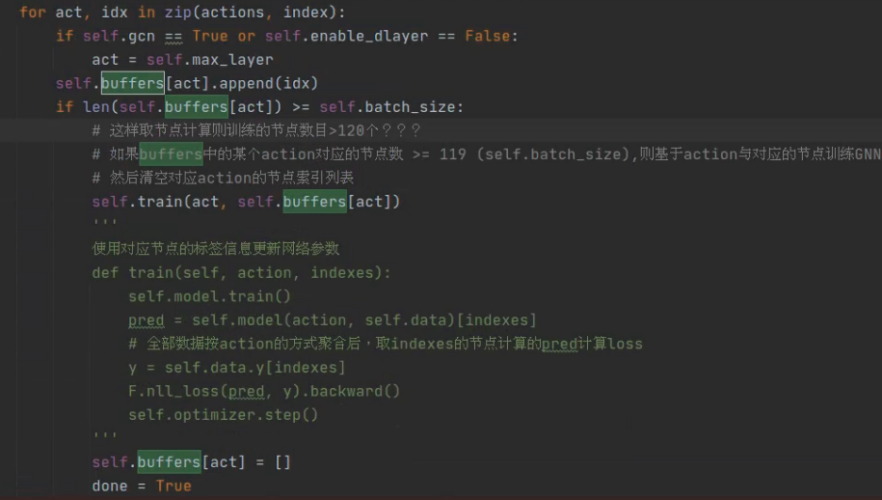 for act, idx in zip(actions, index):
    if self.gcn == True or self.enable_dlayer == False:
        act = self.max_layer
    self.buffers[act].append(idx)
    if len(self.buffers[act]) >= self.batch_size:
        # 这样取节点计算则训练的节点数目>120个？？？
        # 如果buffers中的某个action对应的节点数 >= 119 (self.batch_size),则基于action与对应的节点训练GNN
        # 然后清空对应action的节点索引列表
        self.train(act, self.buffers[act])
        '''
        使用对应节点的标签信息更新网络参数
        def train(self, action, indexes):
            self.model.train()
            pred = self.model(action, self.data)[indexes]
            # 全部数据按action的方式聚合后，取indexes的节点计算的pred计算loss
            y = self.data.y[indexes]
            F.nll_loss(pred, y).backward()
            self.optimizer.step()
        '''
        self.buffers[act] = []
        done = True